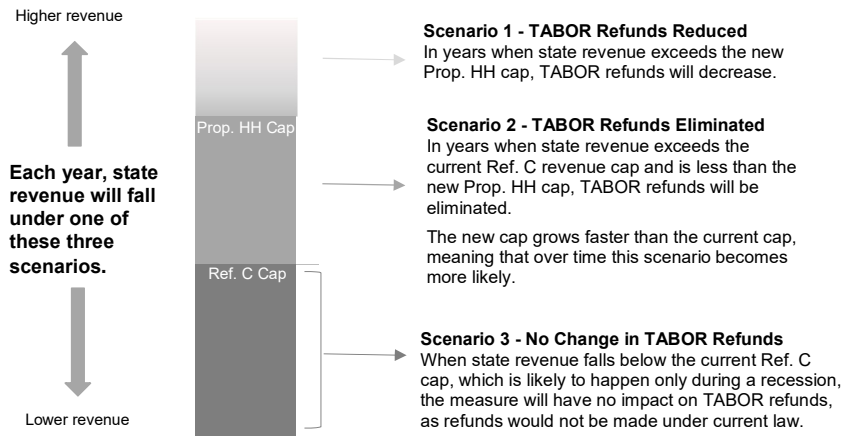 Higher revenue
Each year, state
revenue will fall
under one of
these three
scenarios.
Lower revenue
Prop. HH Cap
Ref. C Cap
Scenario 1 - TABOR Refunds Reduced
In years when state revenue exceeds the new
Prop. HH cap, TABOR refunds will decrease.
Scenario 2 - TABOR Refunds Eliminated
In years when state revenue exceeds the
current Ref. C revenue cap and is less than the
new Prop. HH cap, TABOR refunds will be
eliminated.
The new cap grows faster than the current cap,
meaning that over time this scenario becomes
more likely.
Scenario 3 - No Change in TABOR Refunds
When state revenue falls below the current Ref. C
cap, which is likely to happen only during a recession,
the measure will have no impact on TABOR refunds,
as refunds would not be made under current law.